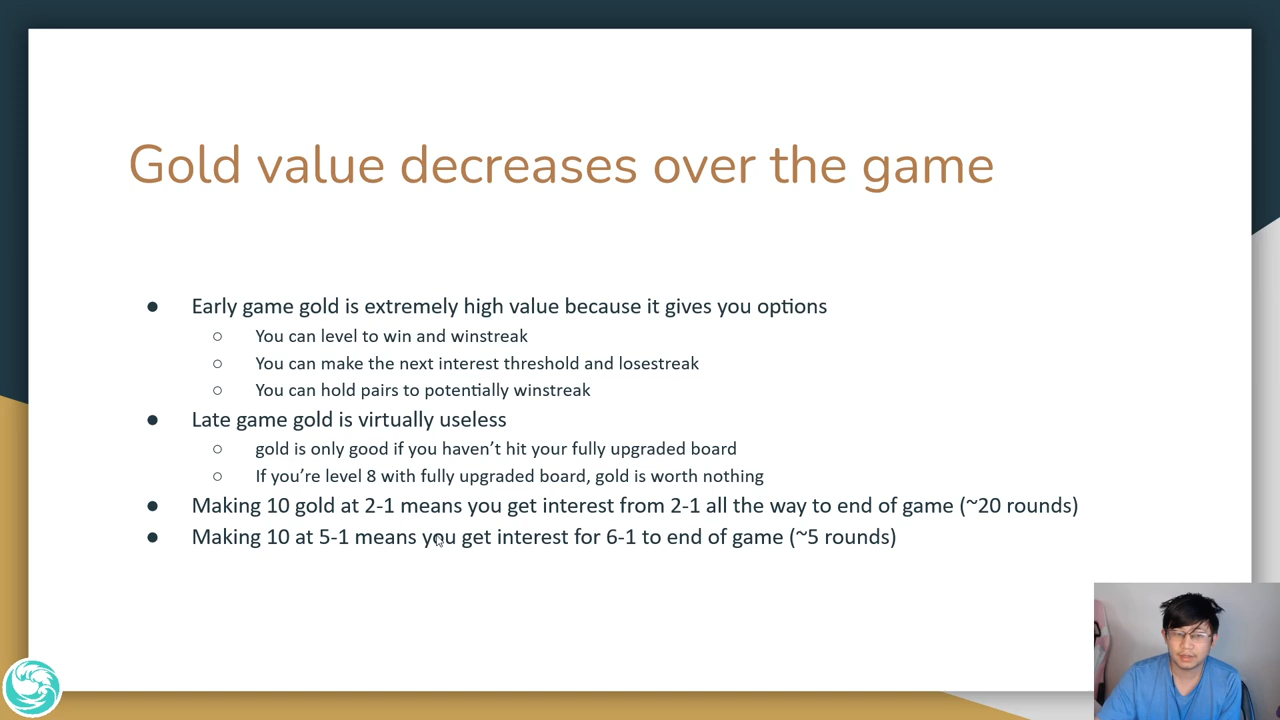 Gold value decreases over the game
● Early game gold is extremely high value because it gives you options
○ You can level to win and winstreak
○ You can make the next interest threshold and losestreak
○ You can hold pairs to potentially winstreak
● Late game gold is virtually useless
○ gold is only good if you haven’t hit your fully upgraded board
○ If you’re level 8 with fully upgraded board, gold is worth nothing
● Making 10 gold at 2-1 means you get interest from 2-1 all the way to end of game (~20 rounds)
● Making 10 at 5-1 means you get interest for 6-1 to end of game (~5 rounds)